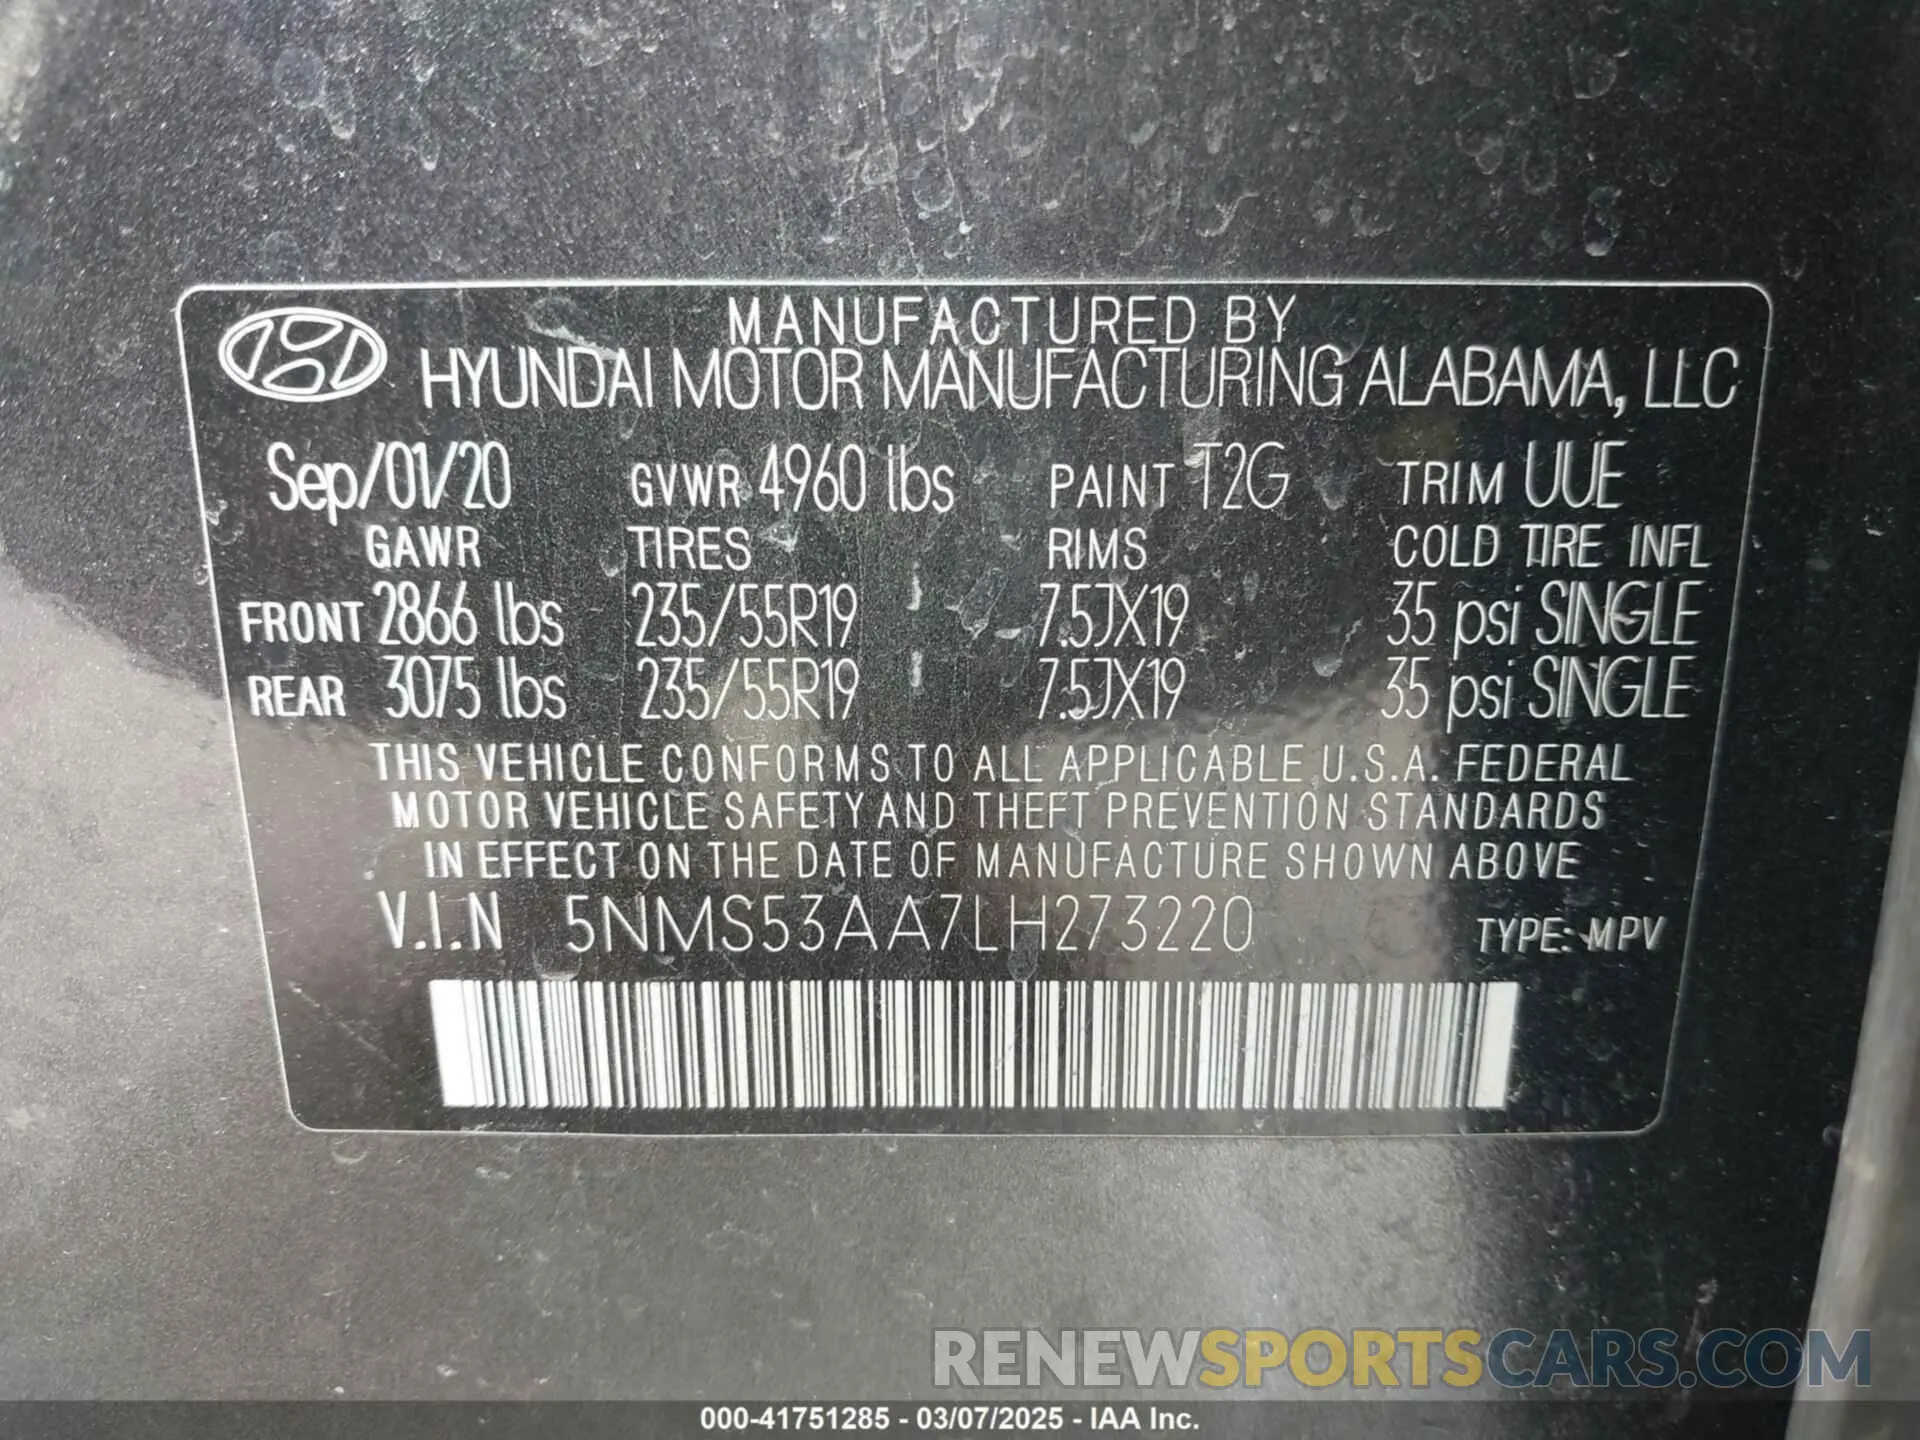 MANUFACTURED BY
HYUNDAI MOTOR MANUFACTURING ALABAMA, LLC
Sep/01/20 GVWR 4960 lbs PAINT T2G TRIM UUE
GAWR TIRES RIMS COLD TIRE INFL
FRONT 2866 lbs 235/55R19 7.5JX19 35 psi SINGLE
REAR 3075 lbs 235/55R19 7.5JX19 35 psi SINGLE
THIS VEHICLE CONFORMS TO ALL APPLICABLE U.S.A. FEDERAL
MOTOR VEHICLE SAFETY AND THEFT PREVENTION STANDARDS
IN EFFECT ON THE DATE OF MANUFACTURE SHOWN ABOVE
V.I.N 5NMS53AA7LH273220 TYPE: MPV
RENEWSPORTSCARS.COM
000-41751285 - 03/07/2025 - IAA Inc.